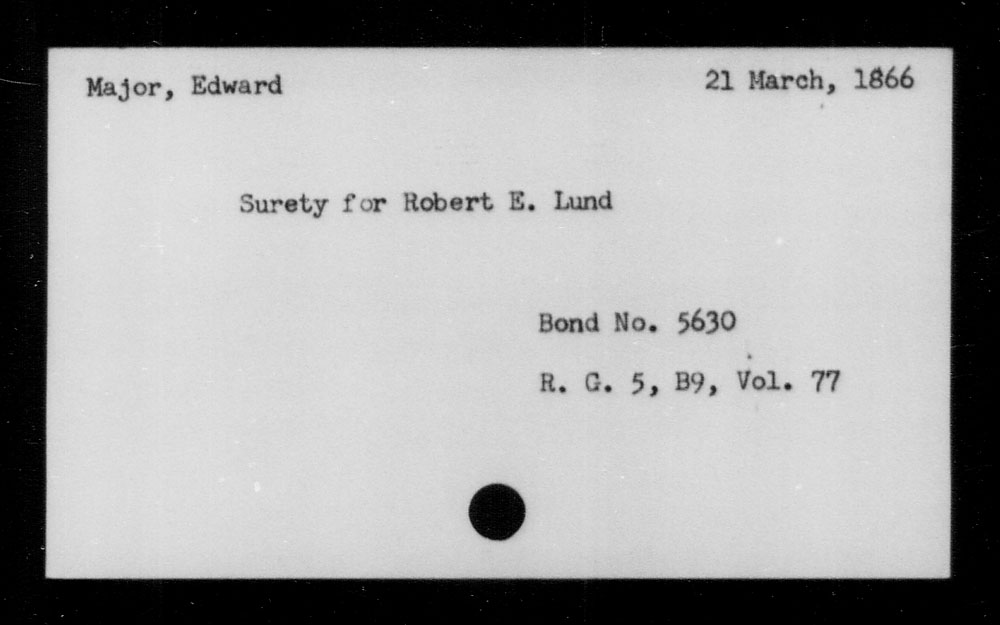 Major, Edward 21 March, 1866
Surety for Robert E. Lund
Bond No. 5630
R. G. 5, B9, Vol. 77